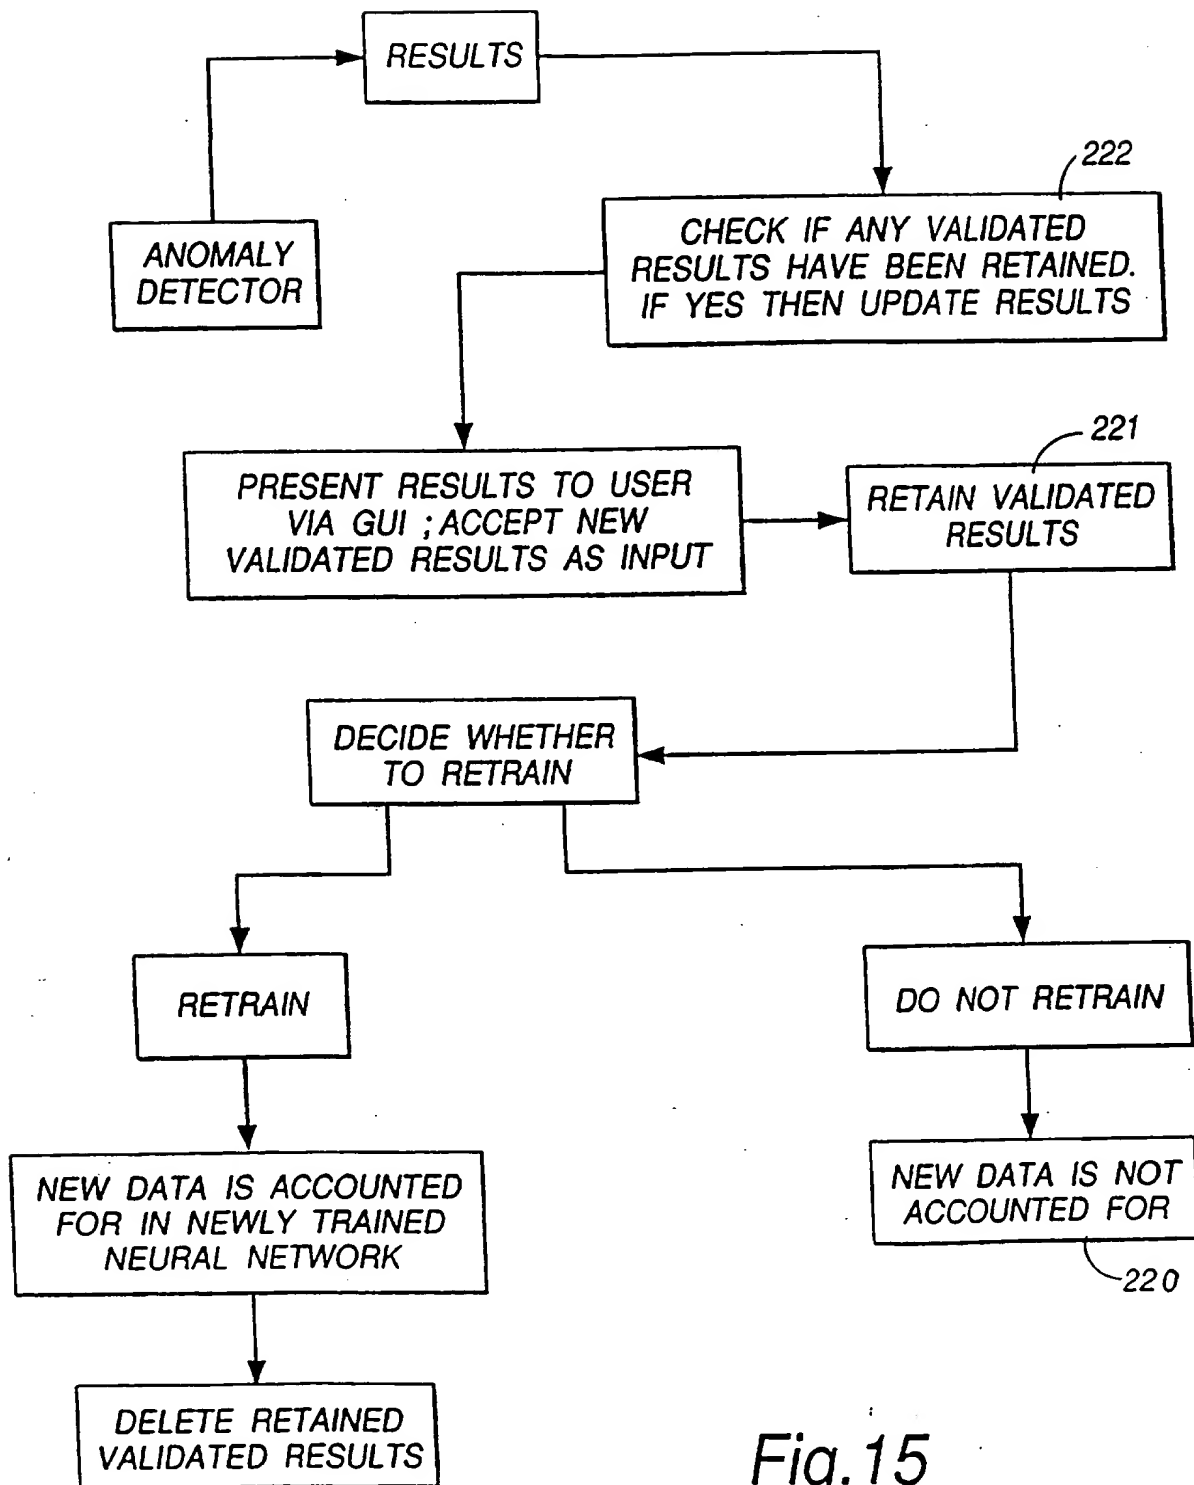 RESULTS
222
ANOMALY
DETECTOR
CHECK IF ANY VALIDATED
RESULTS HAVE BEEN RETAINED.
IF YES THEN UPDATE RESULTS
221
PRESENT RESULTS TO USER
VIA GUI ; ACCEPT NEW
VALIDATED RESULTS AS INPUT
RETAIN VALIDATED
RESULTS
DECIDE WHETHER
TO RETRAIN
RETRAIN
DO NOT RETRAIN
NEW DATA IS ACCOUNTED
FOR IN NEWLY TRAINED
NEURAL NETWORK
NEW DATA IS NOT
ACCOUNTED FOR
220
DELETE RETAINED
VALIDATED RESULTS
Fig.15